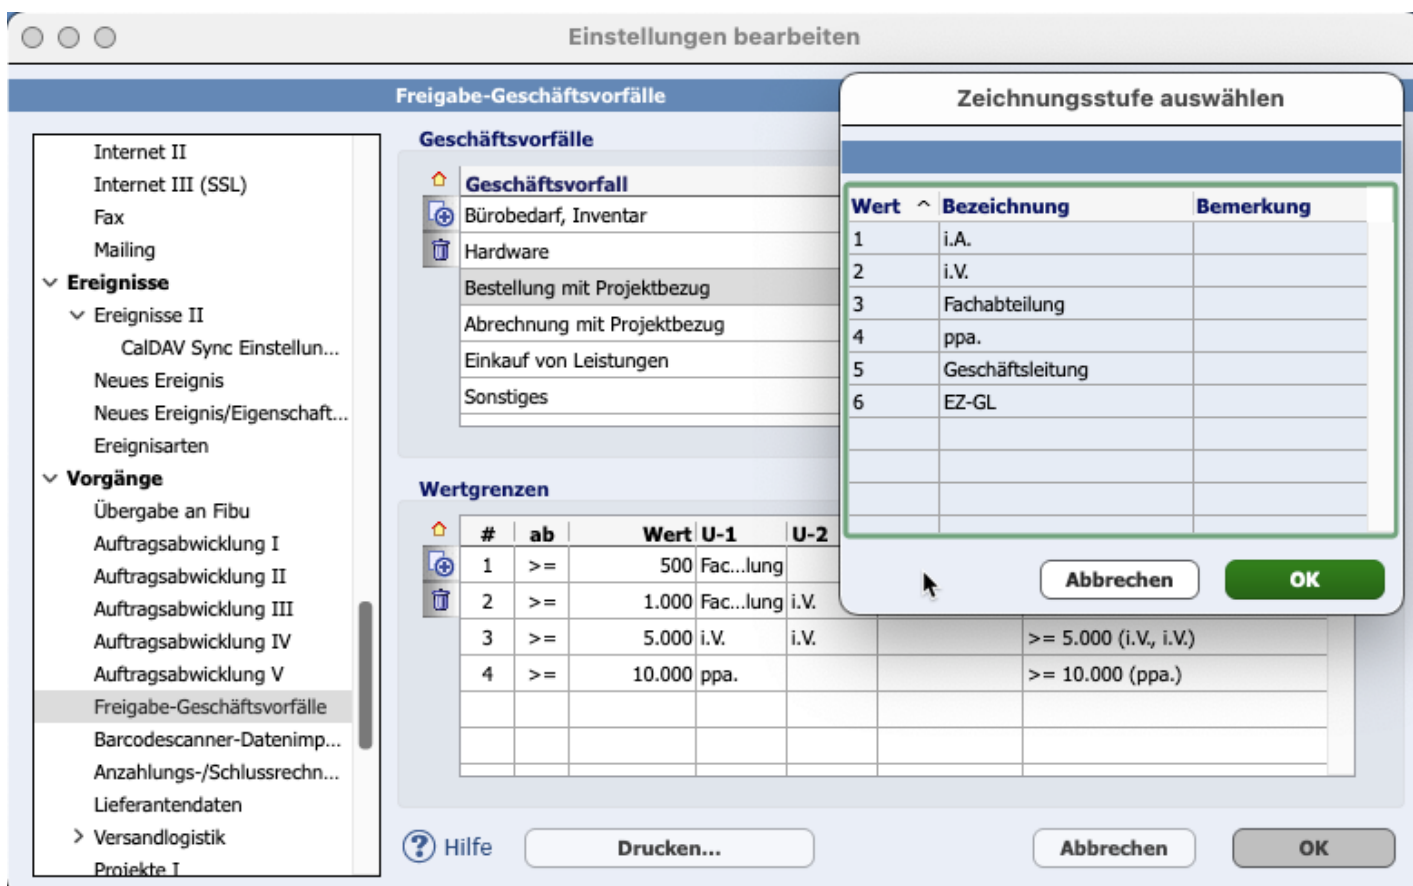 Einstellungen bearbeiten
Freigabe-Geschäftsvorfälle
Internet II
Internet III (SSL)
Fax
Mailing
Ereignisse
Ereignisse II
CalDAV Sync Einstellun...
Neues Ereignis
Neues Ereignis/Eigenschaft...
Ereignisarten
Vorgänge
Übergabe an Fibu
Auftragsabwicklung I
Auftragsabwicklung II
Auftragsabwicklung III
Auftragsabwicklung IV
Auftragsabwicklung V
Freigabe-Geschäftsvorfälle
Barcodescanner-Datenimp...
Anzahlungs-/Schlussrechn...
Lieferantendaten
Versandlogistik
Projekte I
Geschäftsvorfälle
Geschäftsvorfall
Bürobedarf, Inventar
Hardware
Bestellung mit Projektbezug
Abrechnung mit Projektbezug
Einkauf von Leistungen
Sonstiges
Wertgrenzen
# ab Wert U-1 U-2
1 >= 500 Fac...lung
2 >= 1.000 Fac...lung i.V.
3 >= 5.000 i.V. i.V. >= 5.000 (i.V., i.V.)
4 >= 10.000 ppa. >= 10.000 (ppa.)
? Hilfe Drucken... Abbrechen OK
Zeichnungsstufe auswählen
Wert ^ Bezeichnung Bemerkung
1 i.A.
2 i.V.
3 Fachabteilung
4 ppa.
5 Geschäftsleitung
6 EZ-GL
Abbrechen OK